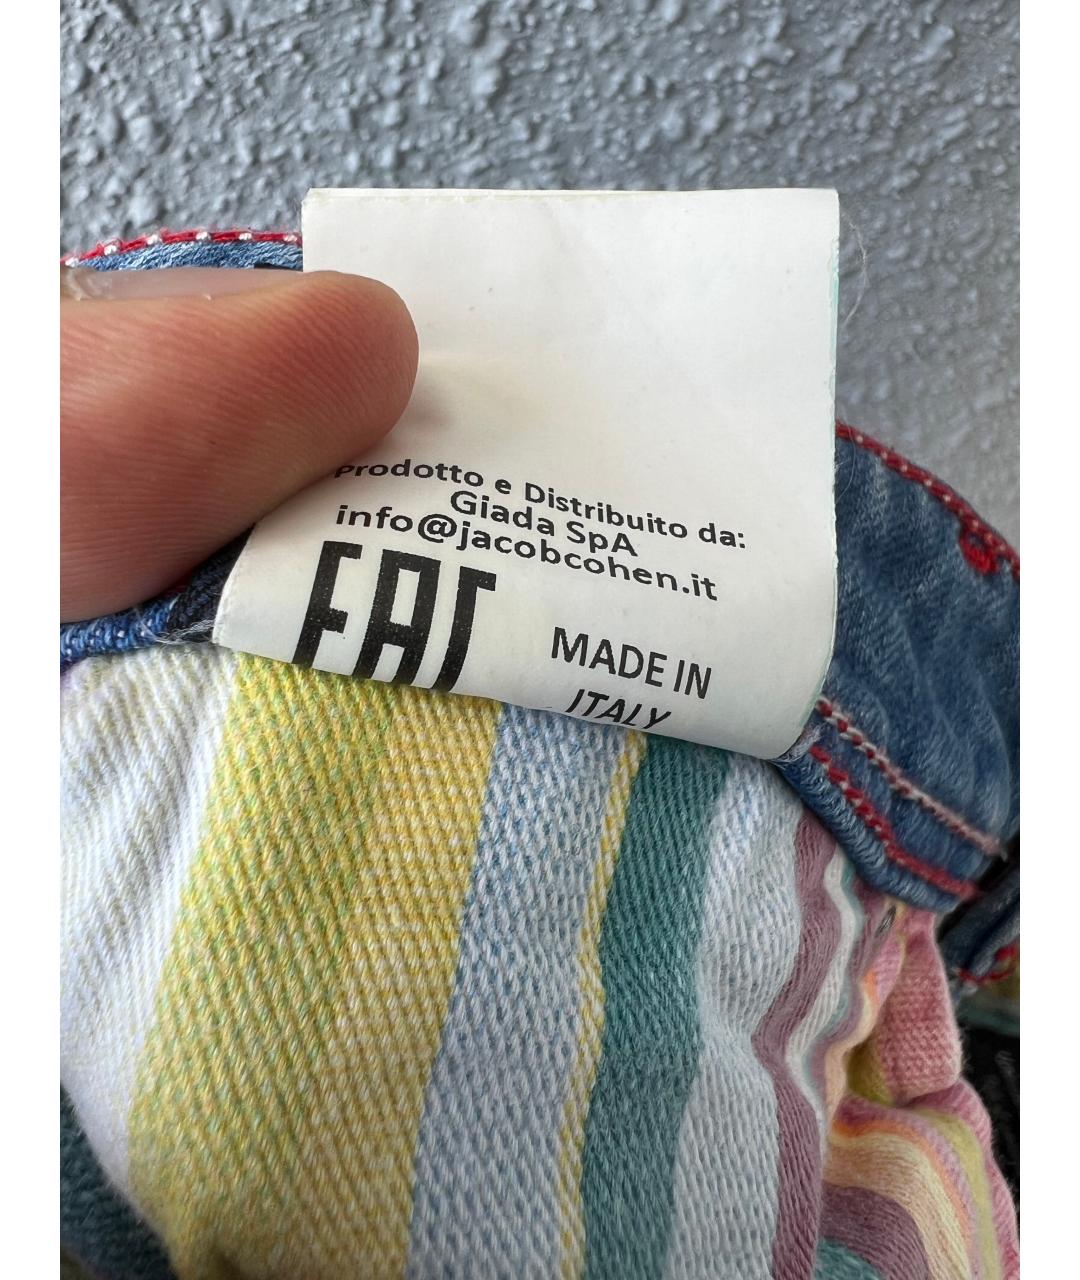 Prodotto e Distribuito da:
Giada SpA
info@jacobcohen.it
EAC
MADE IN
ITALY